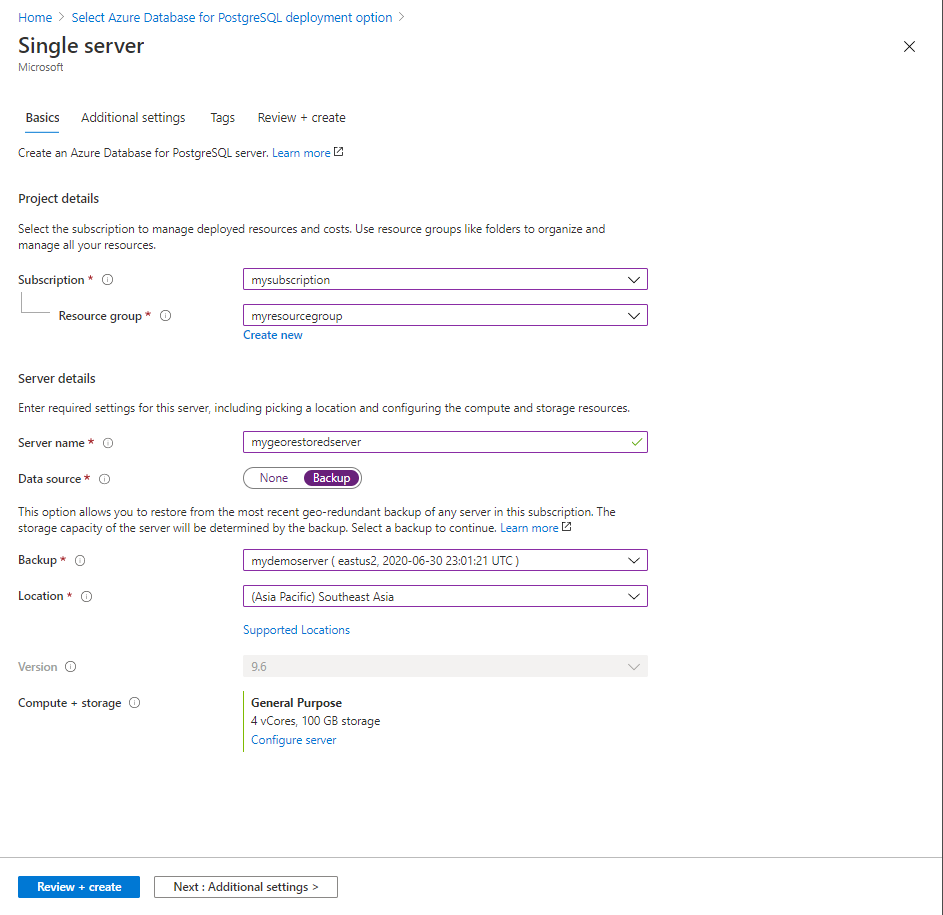 Home > Select Azure Database for PostgreSQL deployment option >
Single server
Microsoft
Basics Additional settings Tags Review + create
Create an Azure Database for PostgreSQL server. Learn more
Project details
Select the subscription to manage deployed resources and costs. Use resource groups like folders to organize and
manage all your resources.
Subscription * mysubscription
Resource group * myresourcegroup
Create new
Server details
Enter required settings for this server, including picking a location and configuring the compute and storage resources.
Server name * mygeorestoredserver
Data source * None Backup
This option allows you to restore from the most recent geo-redundant backup of any server in this subscription. The
storage capacity of the server will be determined by the backup. Select a backup to continue. Learn more
Backup * mydemoserver ( eastus2, 2020-06-30 23:01:21 UTC )
Location * (Asia Pacific) Southeast Asia
Supported Locations
Version 9.6
Compute + storage General Purpose
4 vCores, 100 GB storage
Configure server
Review + create Next : Additional settings >